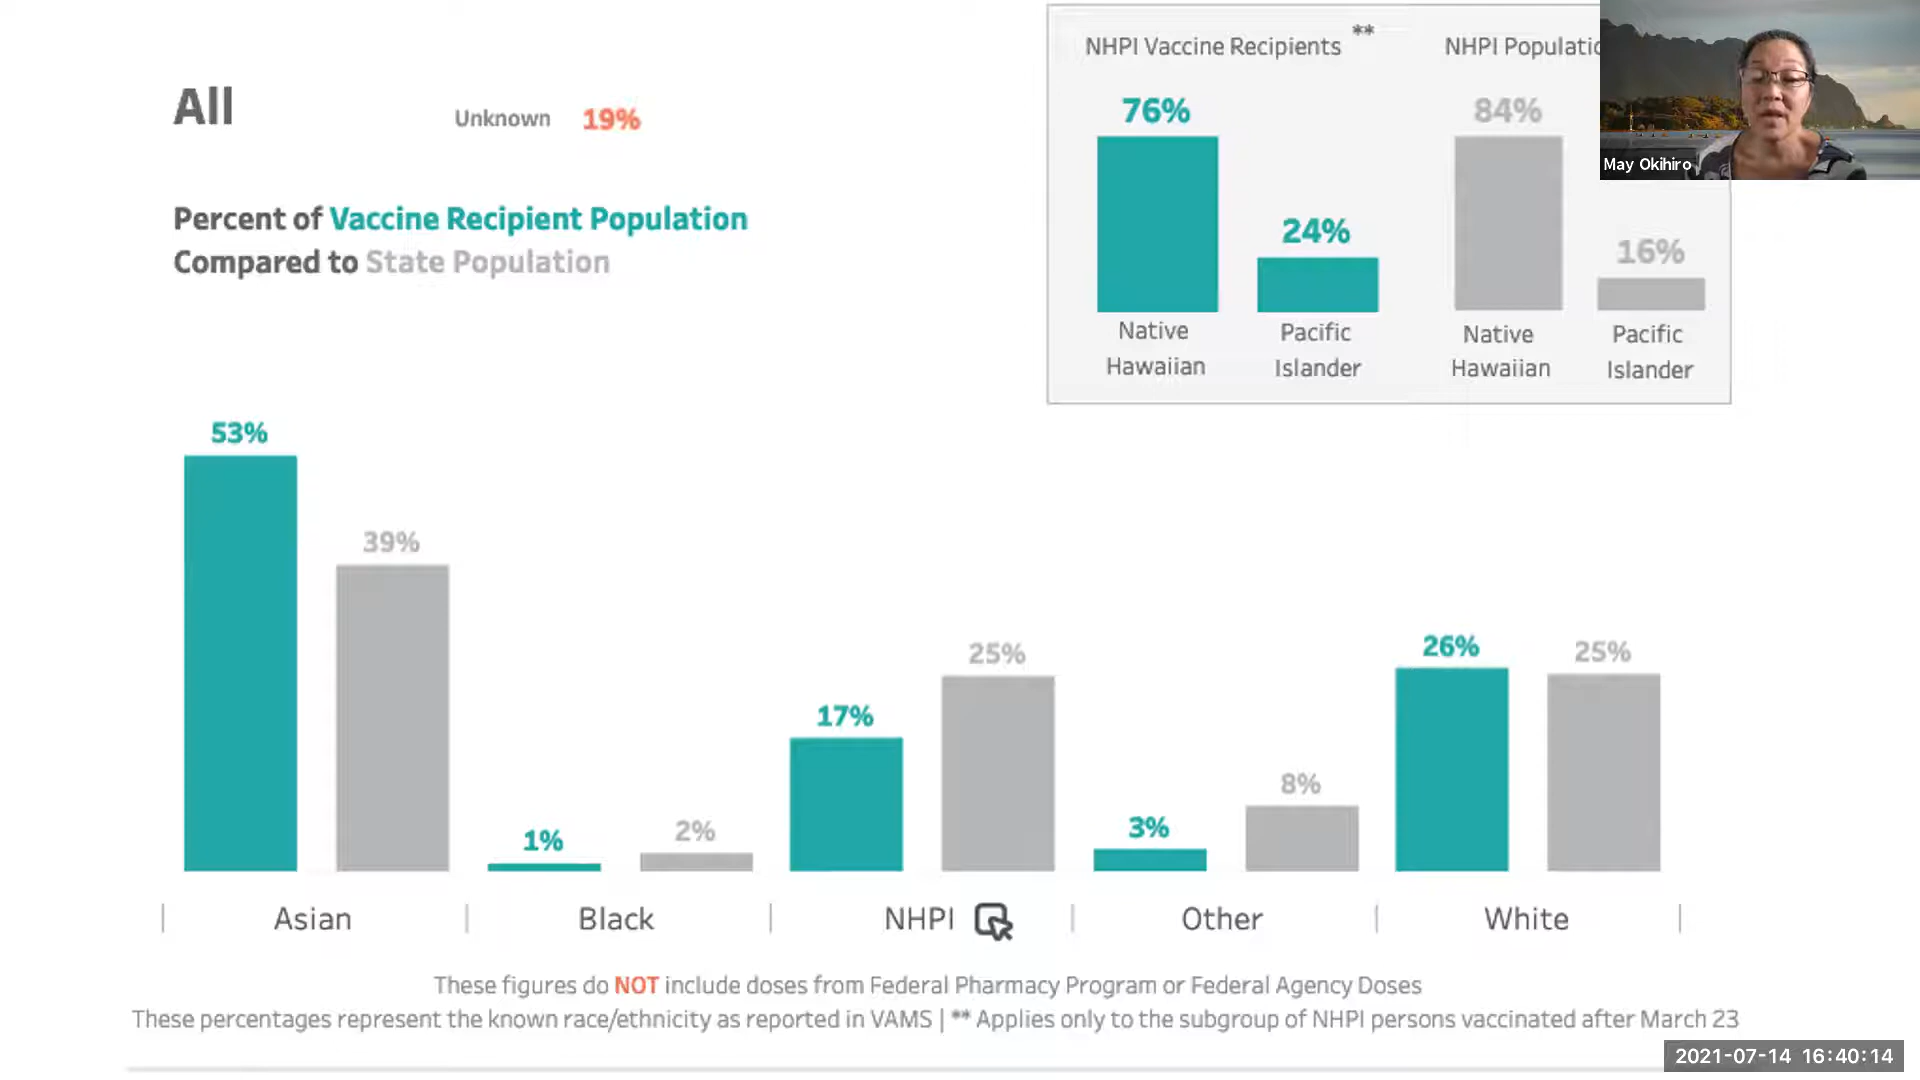 NHPI Vaccine Recipients **
NHPI
84%
76%
All
Unknown 19%
May Okihiro
Percent of Vaccine Recipient Population
Compared to State Population
24%
16%
Native Hawaiian
Pacific Islander
Native Hawaiian
Pacific Islander
53%
39%
1%
2%
17%
25%
3%
8%
26%
25%
Asian
Black
NHPI
Other
White
These figures do NOT include doses from Federal Pharmacy Program or Federal Agency Doses
These percentages represent the known race/ethnicity as reported in VAMS | ** Applies only to the subgroup of NHPI persons vaccinated after March 23
2021-07-14 16:40:14